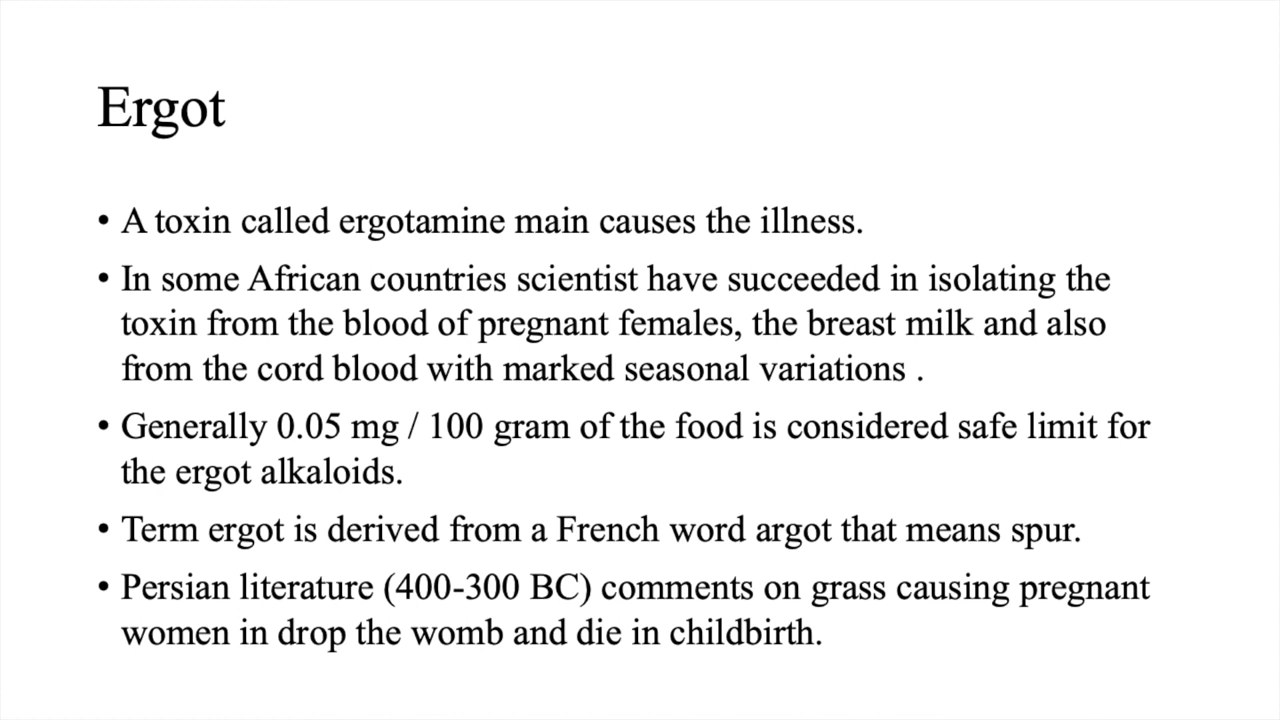 Ergot
• A toxin called ergotamine main causes the illness.
• In some African countries scientist have succeeded in isolating the
toxin from the blood of pregnant females, the breast milk and also
from the cord blood with marked seasonal variations .
• Generally 0.05 mg / 100 gram of the food is considered safe limit for
the ergot alkaloids.
• Term ergot is derived from a French word argot that means spur.
• Persian literature (400-300 BC) comments on grass causing pregnant
women in drop the womb and die in childbirth.